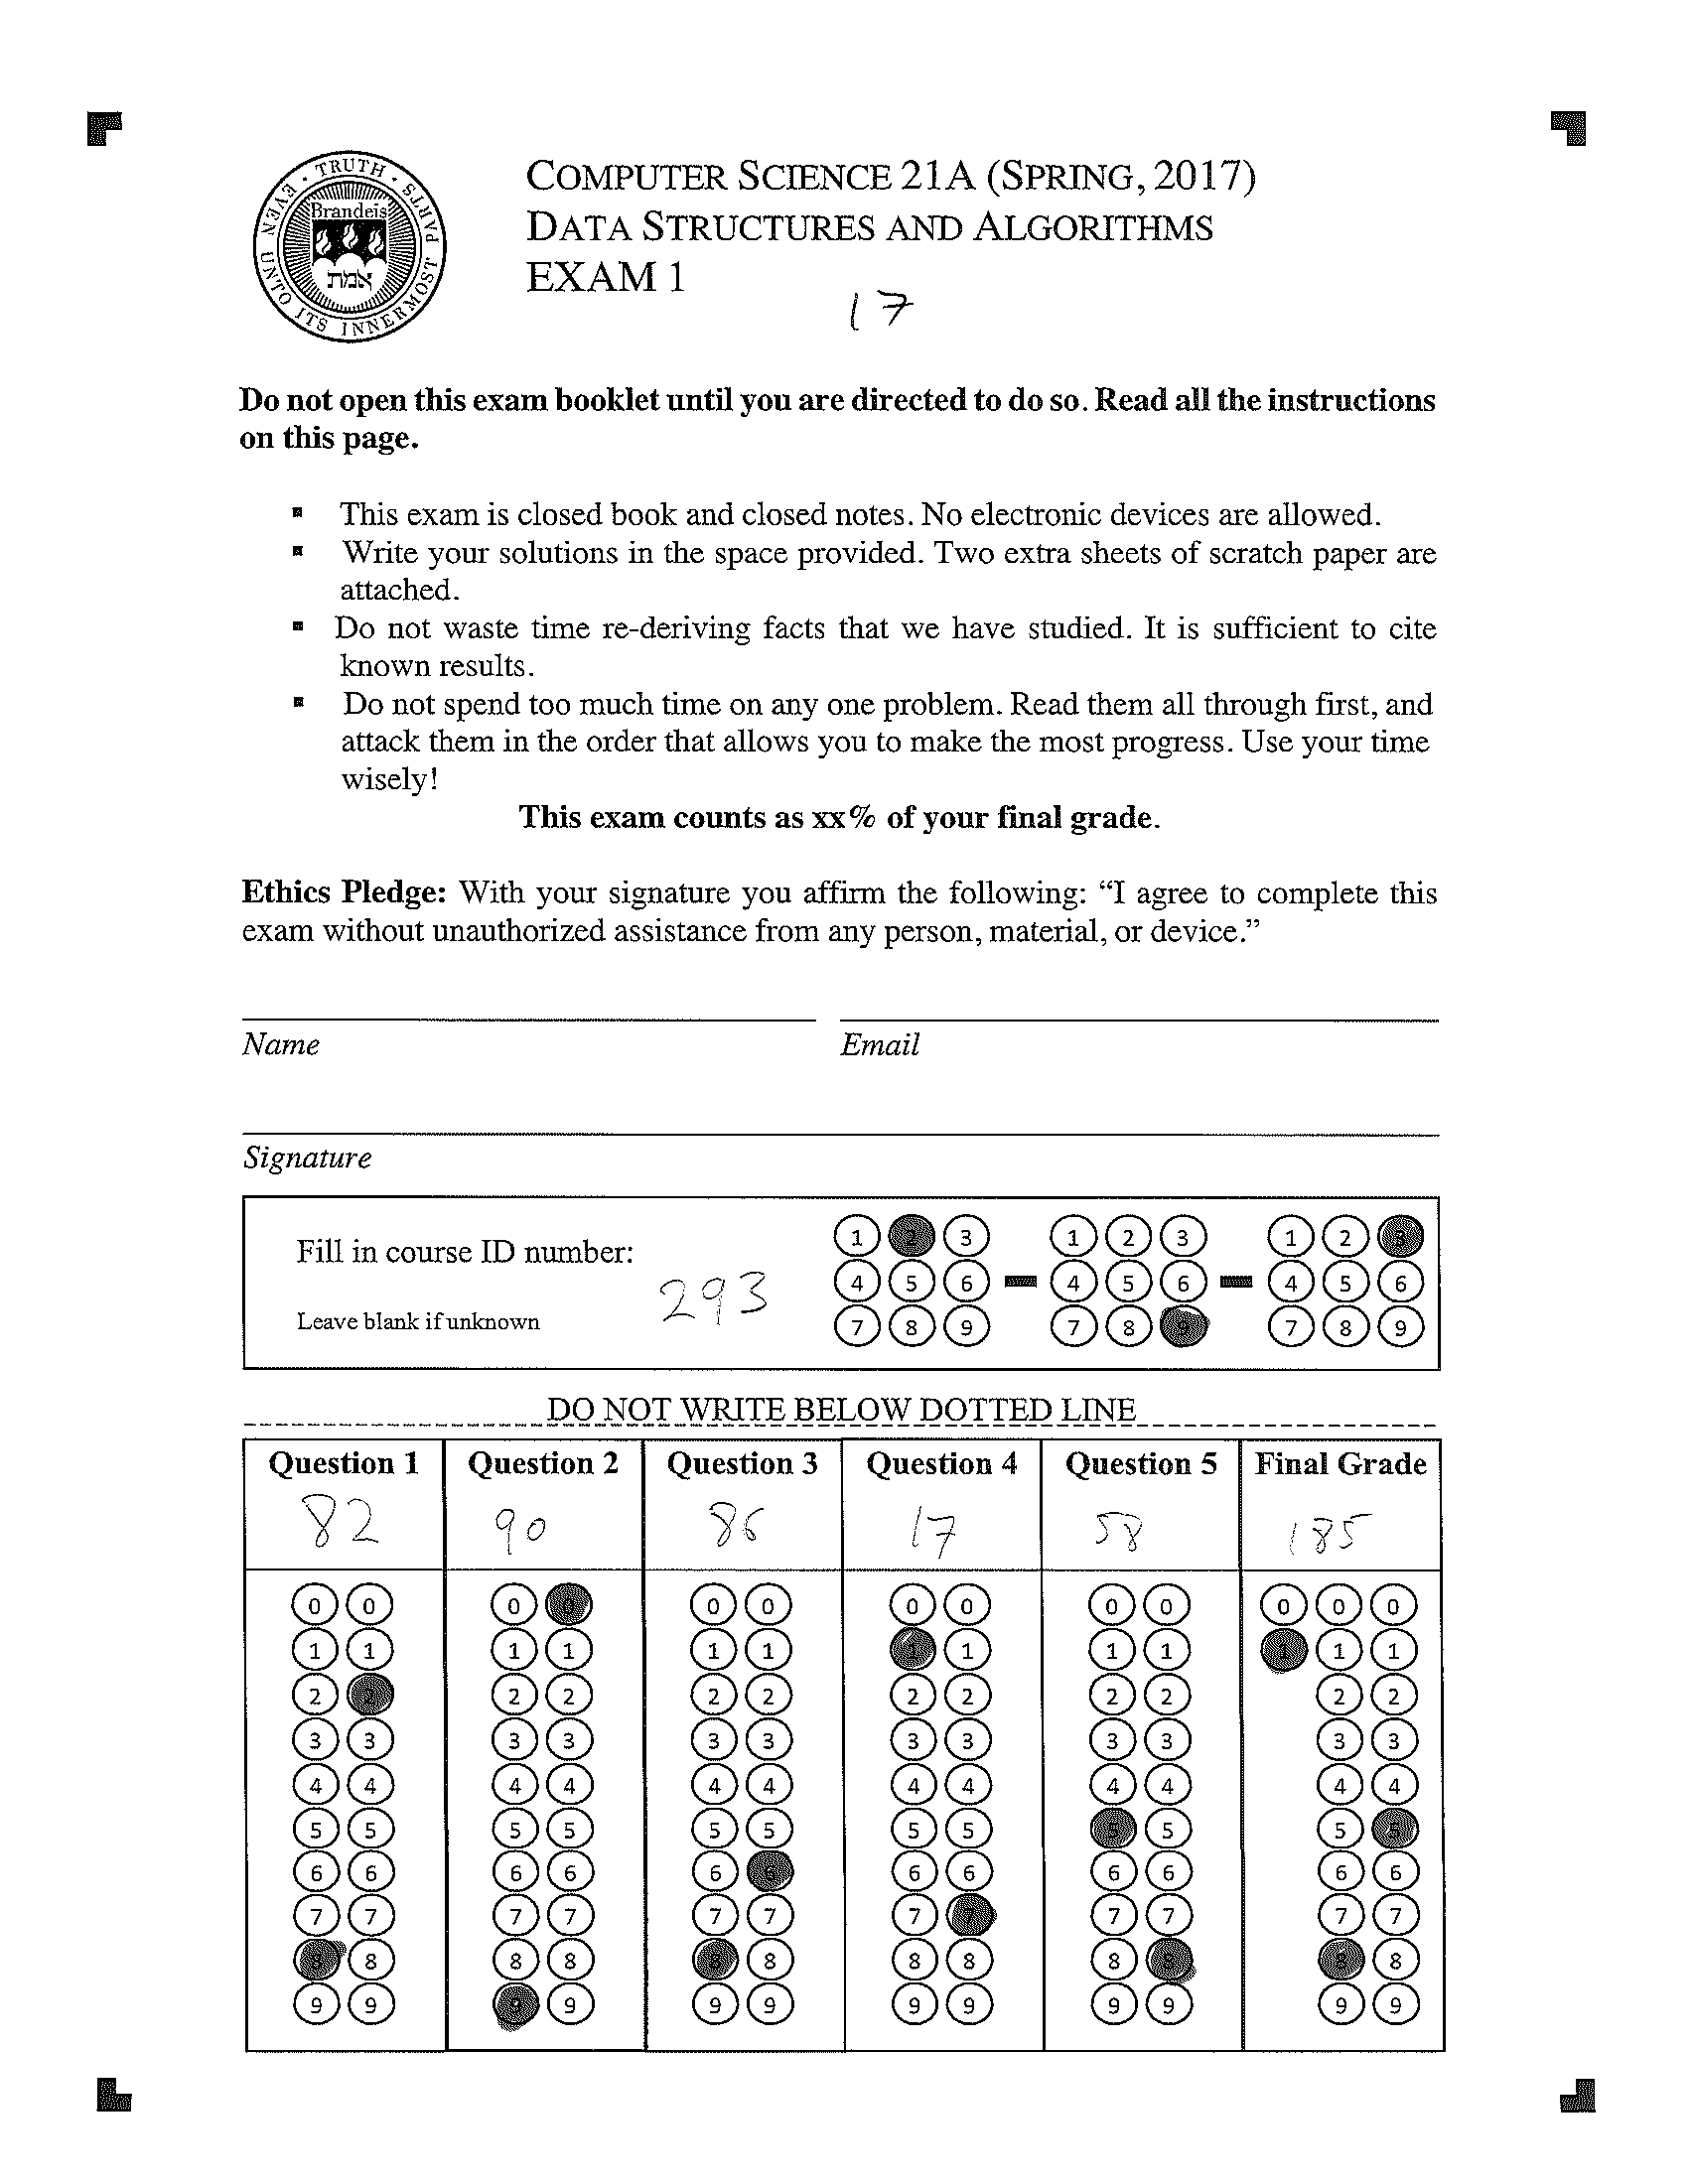 TRUTH · EVEN UNTO ITS INNERMOST PARTS ·
Brandeis
אמת
COMPUTER SCIENCE 21A (SPRING, 2017)
DATA STRUCTURES AND ALGORITHMS
EXAM 1
17
Do not open this exam booklet until you are directed to do so. Read all the instructions
on this page.
▪ This exam is closed book and closed notes. No electronic devices are allowed.
▪ Write your solutions in the space provided. Two extra sheets of scratch paper are
attached.
▪ Do not waste time re-deriving facts that we have studied. It is sufficient to cite
known results.
▪ Do not spend too much time on any one problem. Read them all through first, and
attack them in the order that allows you to make the most progress. Use your time
wisely!
This exam counts as xx% of your final grade.
Ethics Pledge: With your signature you affirm the following: “I agree to complete this
exam without unauthorized assistance from any person, material, or device.”
Name Email
Signature
1 2 3 1 2 3 1 2 3
Fill in course ID number:
293
4 5 6 - 4 5 6 - 4 5 6
Leave blank if unknown
7 8 9 7 8 9 7 8 9
DO NOT WRITE BELOW DOTTED LINE
Question 1 Question 2 Question 3 Question 4 Question 5 Final Grade
82 90 86 17 58 185
0 0 0 0 0 0 0 0 0 0 0 0 0
1 1 1 1 1 1 1 1 1 1 1 1 1
2 2 2 2 2 2 2 2 2 2 2 2
3 3 3 3 3 3 3 3 3 3 3 3
4 4 4 4 4 4 4 4 4 4 4 4
5 5 5 5 5 5 5 5 5 5 5 5
6 6 6 6 6 6 6 6 6 6 6 6
7 7 7 7 7 7 7 7 7 7 7 7
8 8 8 8 8 8 8 8 8 8 8 8
9 9 9 9 9 9 9 9 9 9 9 9